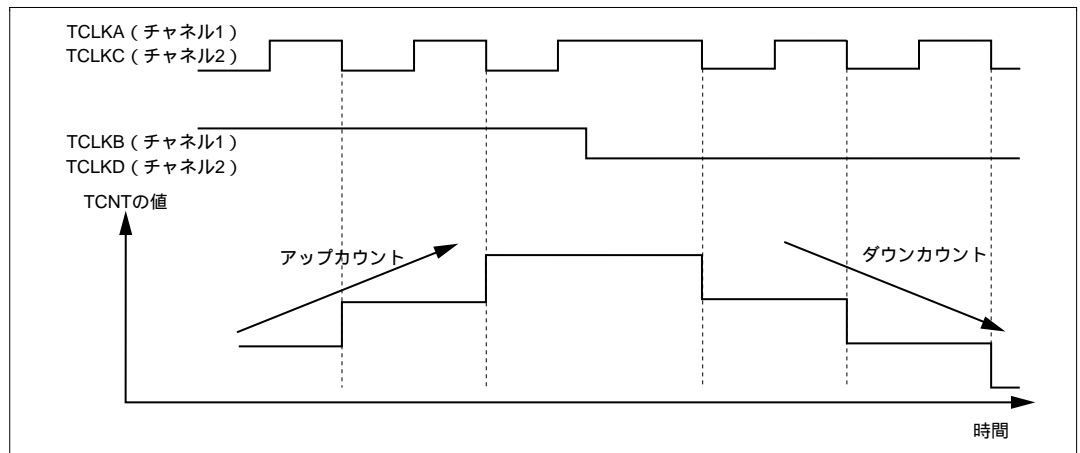 TCLKA（チャネル1）
TCLKC（チャネル2）
TCLKB（チャネル1）
TCLKD（チャネル2）
TCNTの値
アップカウント
ダウンカウント
時間